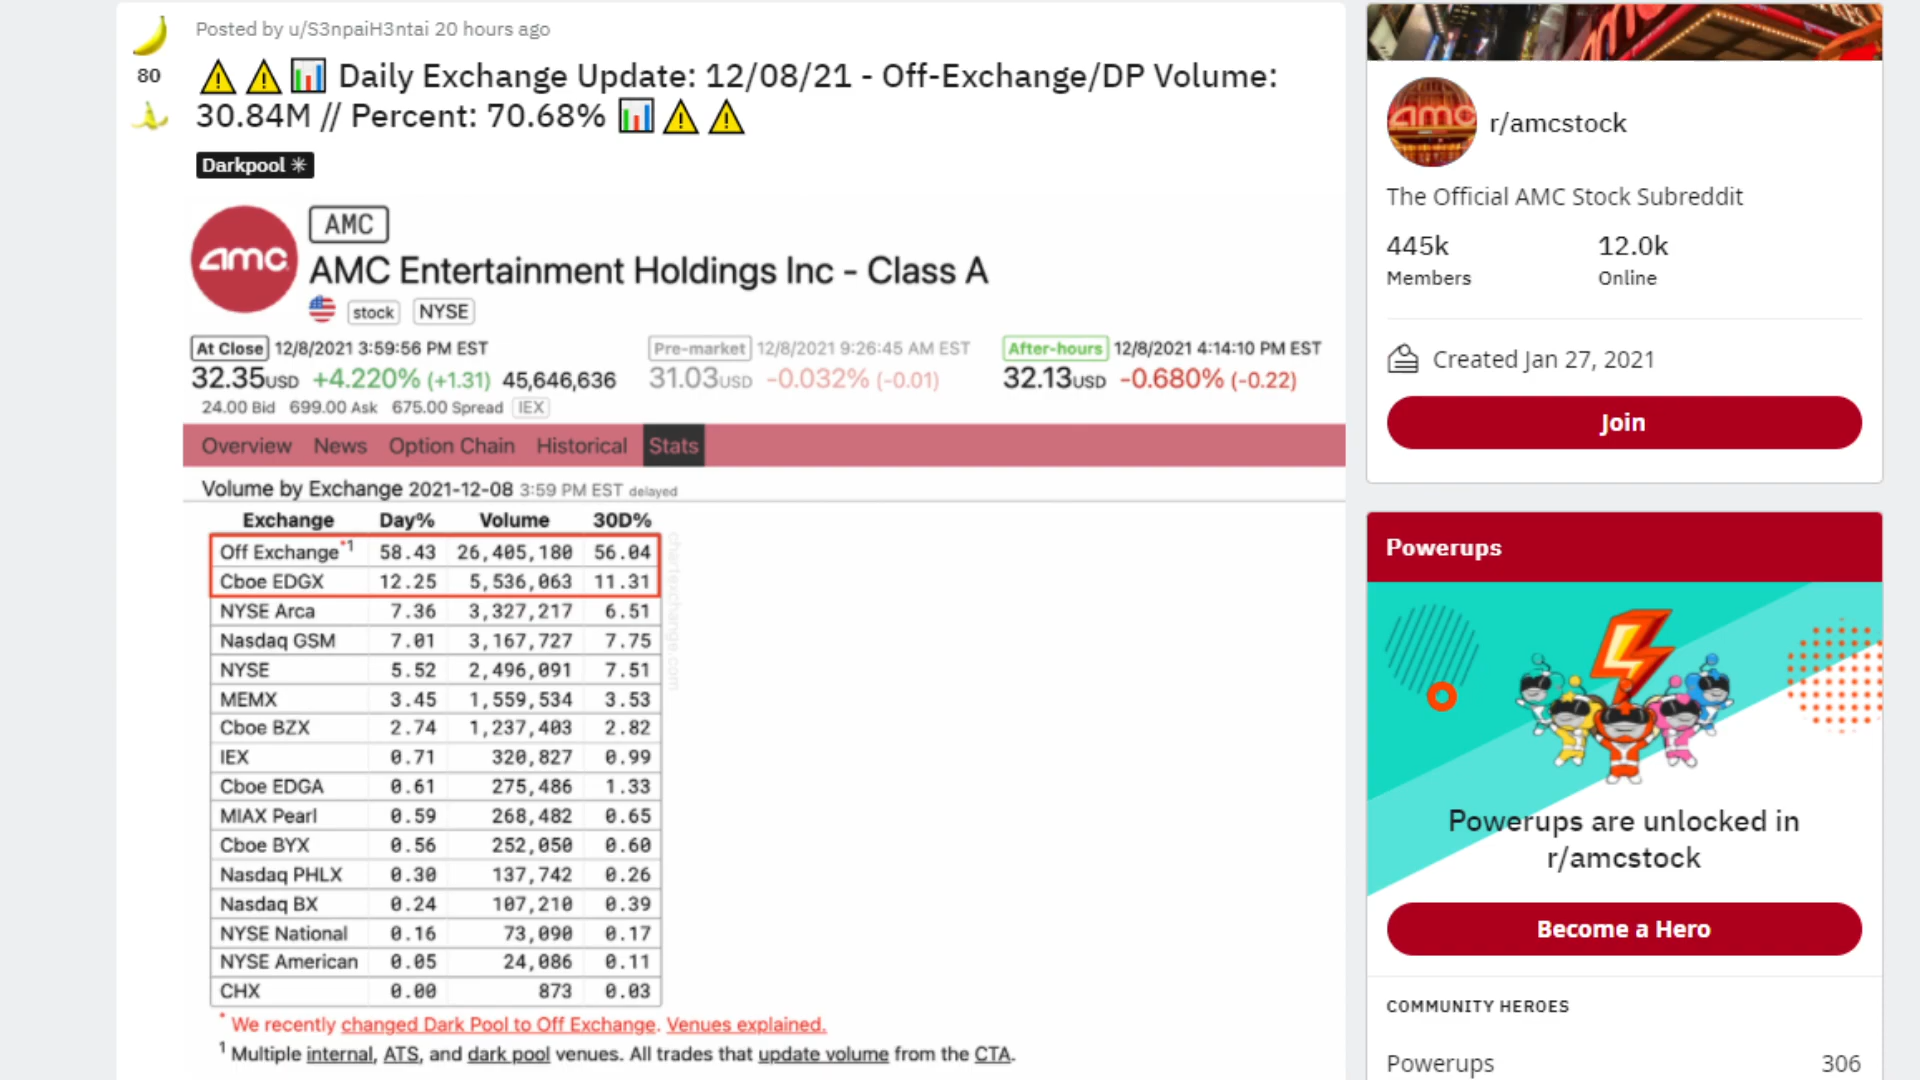 Posted by u/S3npaiH3ntai 20 hours ago
80
⚠️ ⚠️ 📊 Daily Exchange Update: 12/08/21 - Off-Exchange/DP Volume:
30.84M // Percent: 70.68% 📊 ⚠️ ⚠️
Darkpool ✳
amc
AMC
AMC Entertainment Holdings Inc - Class A
stock NYSE
At Close 12/8/2021 3:59:56 PM EST
32.35USD +4.220% (+1.31) 45,646,636
24.00 Bid 699.00 Ask 675.00 Spread IEX
Pre-market 12/8/2021 9:26:45 AM EST
31.03USD -0.032% (-0.01)
After-hours 12/8/2021 4:14:10 PM EST
32.13USD -0.680% (-0.22)
Overview News Option Chain Historical Stats
Volume by Exchange 2021-12-08 3:59 PM EST delayed
Exchange Day% Volume 30D%
Off Exchange*1 58.43 26,405,180 56.04
Cboe EDGX 12.25 5,536,063 11.31
NYSE Arca 7.36 3,327,217 6.51
Nasdaq GSM 7.01 3,167,727 7.75
NYSE 5.52 2,496,091 7.51
MEMX 3.45 1,559,534 3.53
Cboe BZX 2.74 1,237,403 2.82
IEX 0.71 320,827 0.99
Cboe EDGA 0.61 275,486 1.33
MIAX Pearl 0.59 268,482 0.65
Cboe BYX 0.56 252,050 0.60
Nasdaq PHLX 0.30 137,742 0.26
Nasdaq BX 0.24 107,210 0.39
NYSE National 0.16 73,090 0.17
NYSE American 0.05 24,086 0.11
CHX 0.00 873 0.03
chartexchange.com
* We recently changed Dark Pool to Off Exchange. Venues explained.
1 Multiple internal, ATS, and dark pool venues. All trades that update volume from the CTA.
amc
r/amcstock
The Official AMC Stock Subreddit
445k 12.0k
Members Online
Created Jan 27, 2021
Join
Powerups
Powerups are unlocked in
r/amcstock
Become a Hero
COMMUNITY HEROES
Powerups 306